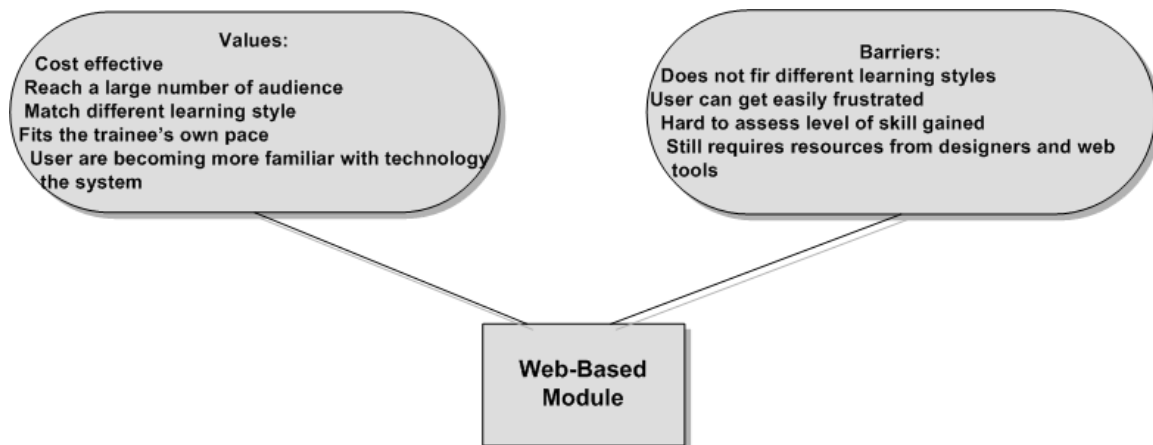 Values:
Cost effective
Reach a large number of audience
Match different learning style
Fits the trainee's own pace
User are becoming more familiar with technology
the system
Barriers:
Does not fir different learning styles
User can get easily frustrated
Hard to assess level of skill gained
Still requires resources from designers and web
tools
Web-Based
Module